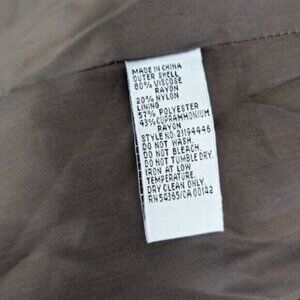 MADE IN CHINA
OUTER SHELL
80% VISCOSE
RAYON
20% NYLON
LINING
57% POLYESTER
43% CUPRAMMONIUM
RAYON
STYLE NO: 21194446
DO NOT WASH.
DO NOT BLEACH.
DO NOT TUMBLE DRY.
IRON AT LOW
TEMPERATURE.
DRY CLEAN ONLY.
RN 54365/CA 00142